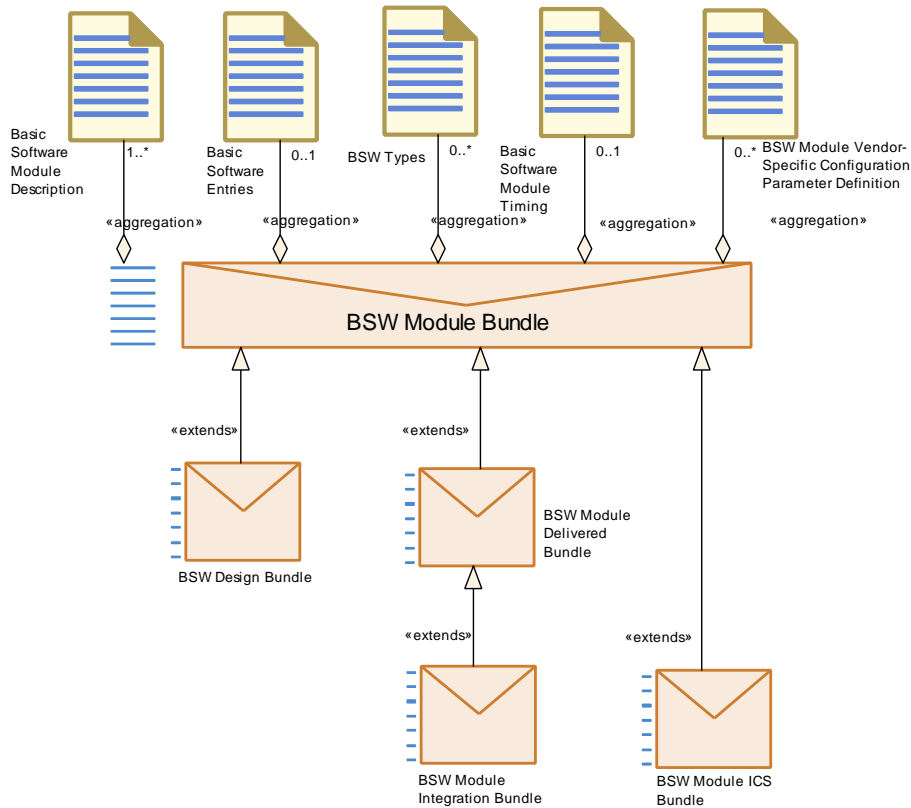 Basic
Software
Module
Description
1..*
Basic
Software
Entries
0..1
BSW Types
0..*
Basic
Software
Module
Timing
0..1
0..*
BSW Module Vendor-
Specific Configuration
Parameter Definition
«aggregation»
«aggregation»
«aggregation»
«aggregation»
«aggregation»
BSW Module Bundle
«extends»
«extends»
BSW Design Bundle
BSW Module
Delivered
Bundle
«extends»
«extends»
BSW Module
Integration Bundle
BSW Module ICS
Bundle